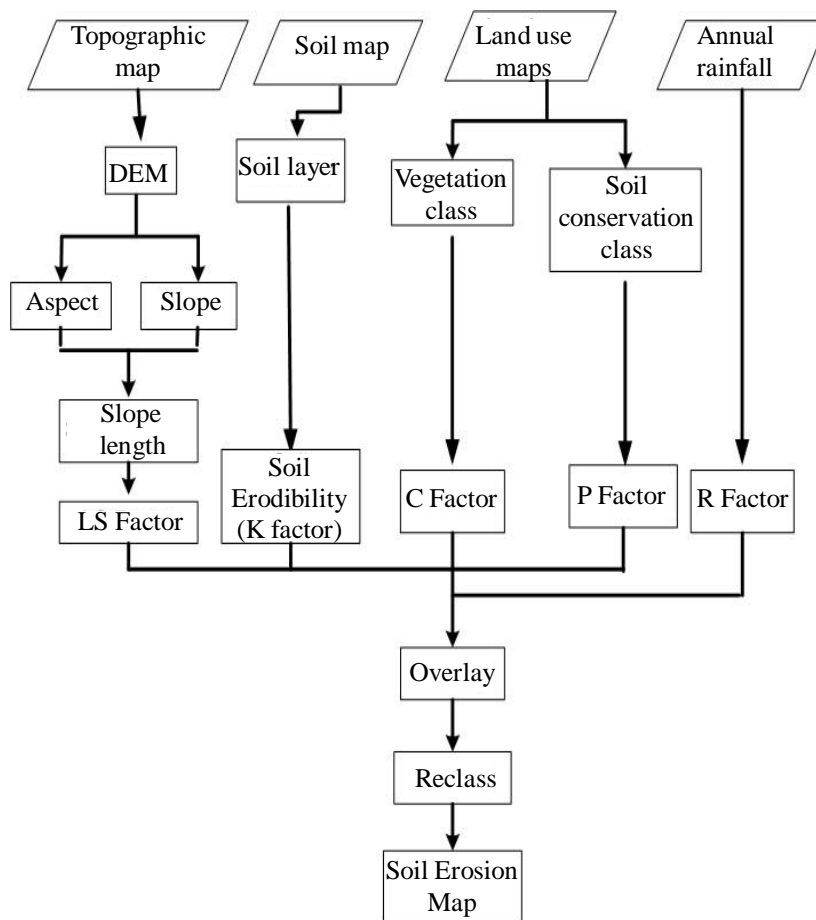 Topographic
map
Soil map
Land use
maps
Annual
rainfall
DEM
Soil layer
Vegetation
class
Soil
conservation
class
Aspect
Slope
Slope
length
LS Factor
Soil
Erodibility
(K factor)
C Factor
P Factor
R Factor
Overlay
Reclass
Soil Erosion
Map